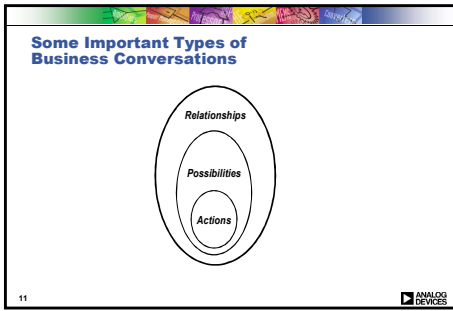 Some Important Types of
Business Conversations
Relationships
Possibilities
Actions
11
ANALOG
DEVICES